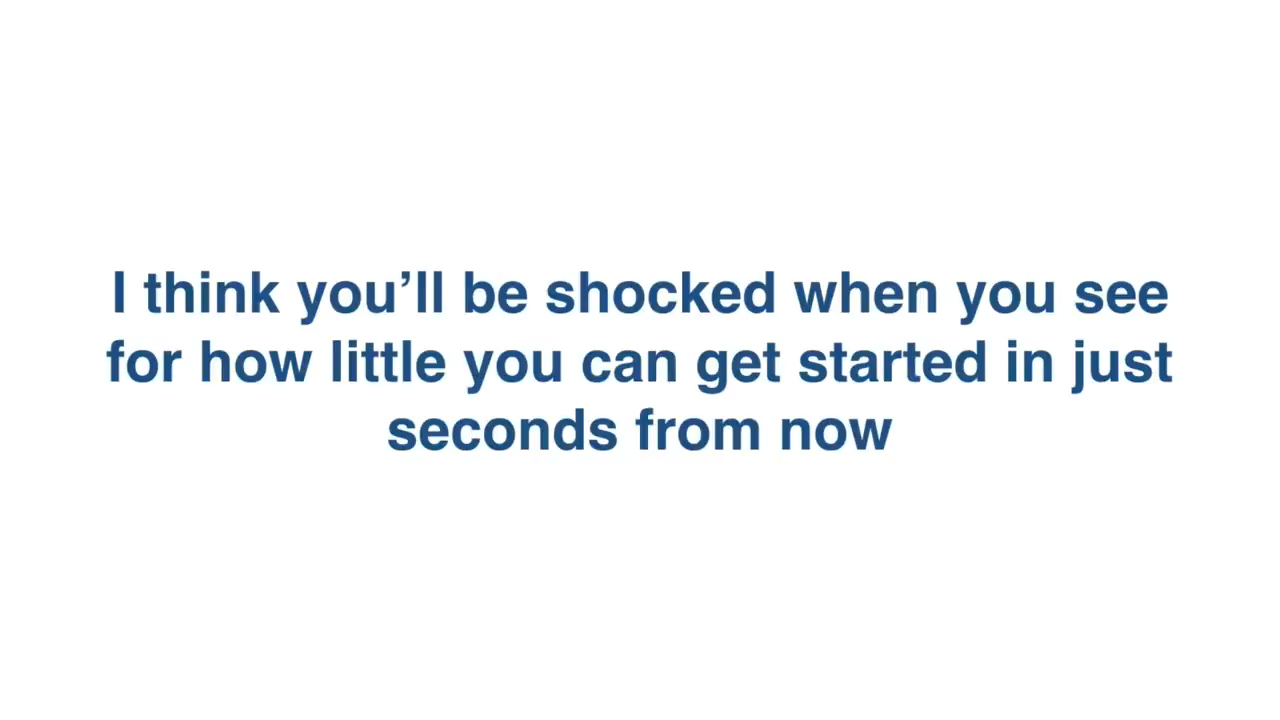 I think you’ll be shocked when you see
for how little you can get started in just
seconds from now